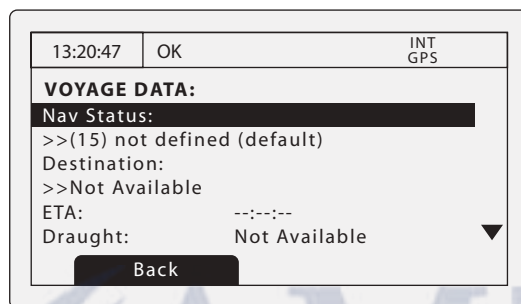 13:20:47 OK INT GPS
VOYAGE DATA:
Nav Status:
>>(15) not defined (default)
Destination:
>>Not Available
ETA: --:--:--
Draught: Not Available
Back